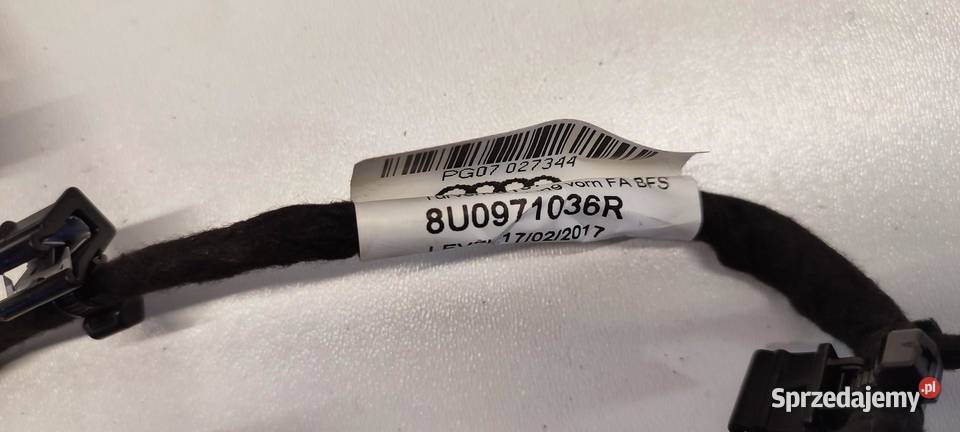 PG07 027344
vorn FA BFS
8U0971036R
17/02/2017
Sprzedajemy.pl